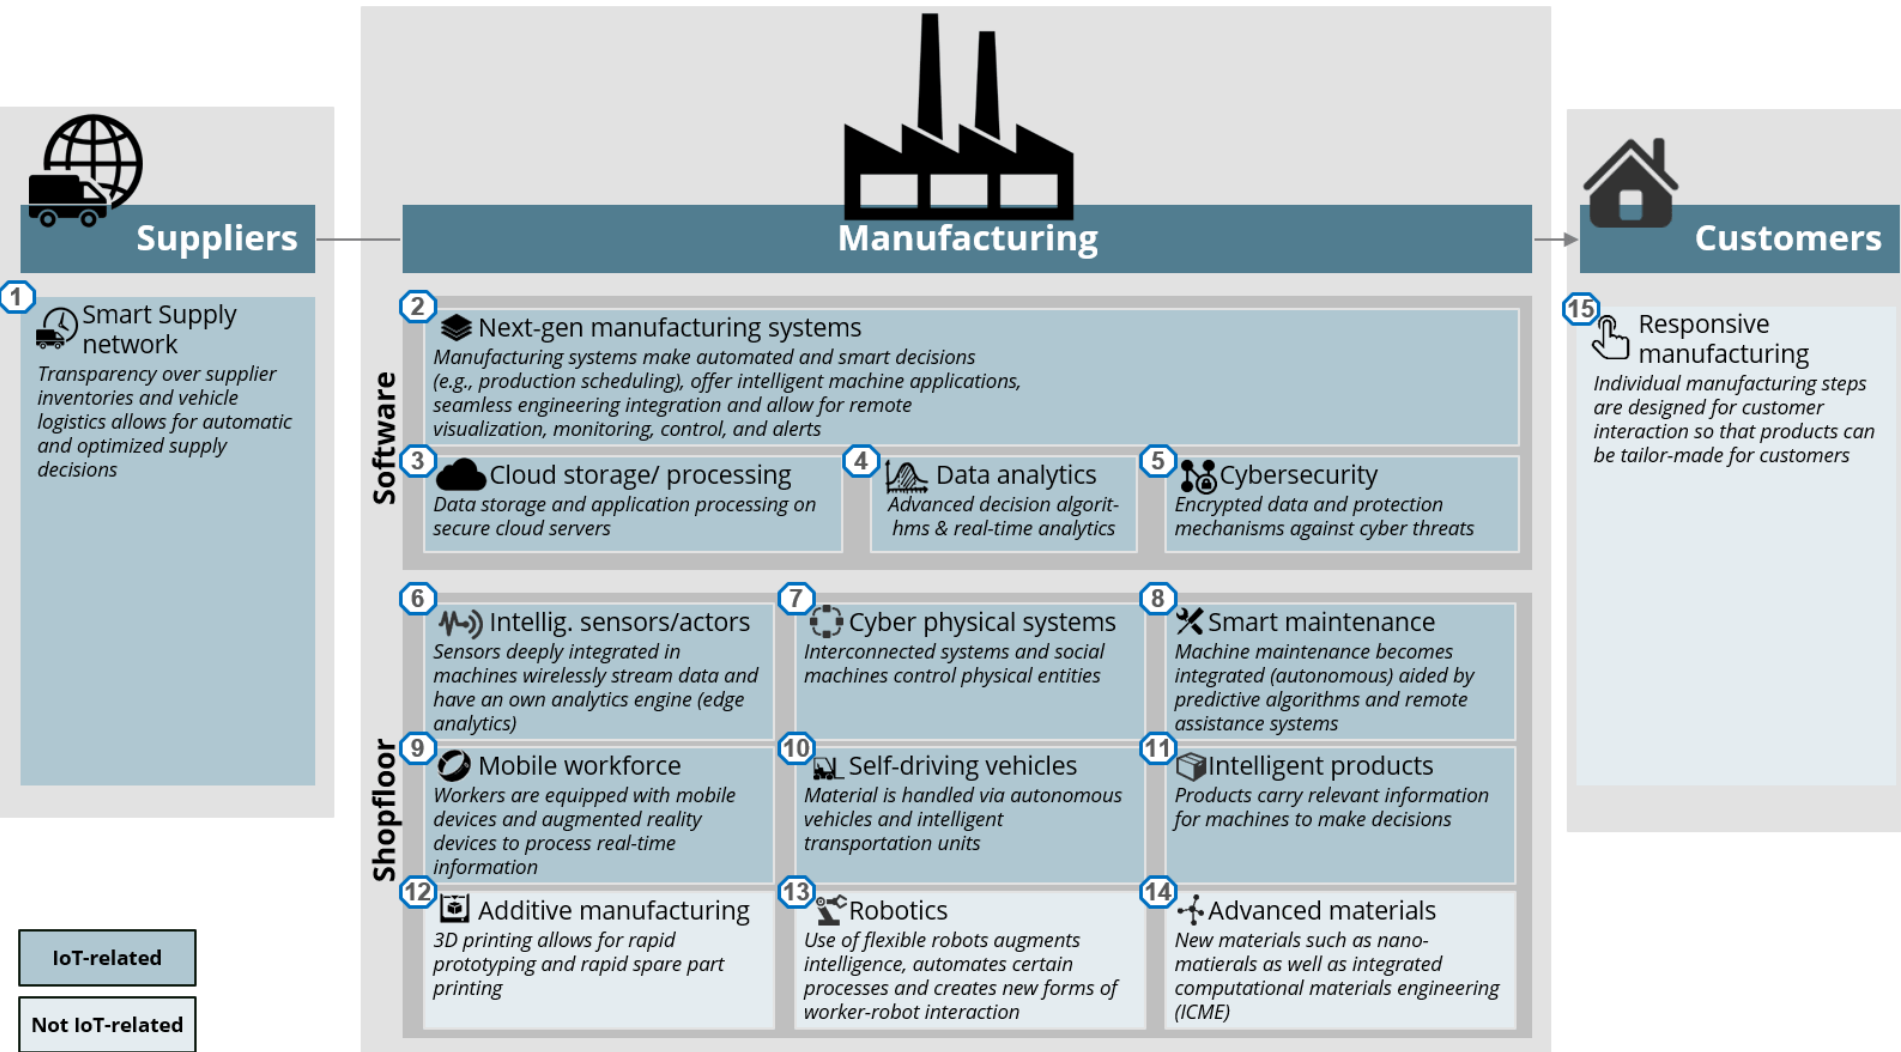 Suppliers
Manufacturing
Customers
1
Smart Supply
network
Transparency over supplier
inventories and vehicle
logistics allows for automatic
and optimized supply
decisions
Software
2
Next-gen manufacturing systems
Manufacturing systems make automated and smart decisions
(e.g., production scheduling), offer intelligent machine applications,
seamless engineering integration and allow for remote
visualization, monitoring, control, and alerts
3
Cloud storage/ processing
Data storage and application processing on
secure cloud servers
4
Data analytics
Advanced decision algorit-
hms & real-time analytics
5
Cybersecurity
Encrypted data and protection
mechanisms against cyber threats
Shopfloor
6
Intellig. sensors/actors
Sensors deeply integrated in
machines wirelessly stream data and
have an own analytics engine (edge
analytics)
7
Cyber physical systems
Interconnected systems and social
machines control physical entities
8
Smart maintenance
Machine maintenance becomes
integrated (autonomous) aided by
predictive algorithms and remote
assistance systems
9
Mobile workforce
Workers are equipped with mobile
devices and augmented reality
devices to process real-time
information
10
Self-driving vehicles
Material is handled via autonomous
vehicles and intelligent
transportation units
11
Intelligent products
Products carry relevant information
for machines to make decisions
12
Additive manufacturing
3D printing allows for rapid
prototyping and rapid spare part
printing
13
Robotics
Use of flexible robots augments
intelligence, automates certain
processes and creates new forms of
worker-robot interaction
14
Advanced materials
New materials such as nano-
matierals as well as integrated
computational materials engineering
(ICME)
15
Responsive
manufacturing
Individual manufacturing steps
are designed for customer
interaction so that products can
be tailor-made for customers
IoT-related
Not IoT-related